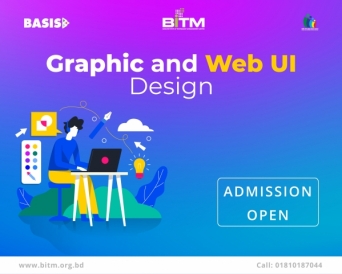 BASIS
BITM
Graphic and Web UI
Design
ADMISSION
OPEN
www.bitm.org.bd
Call: 01810187044